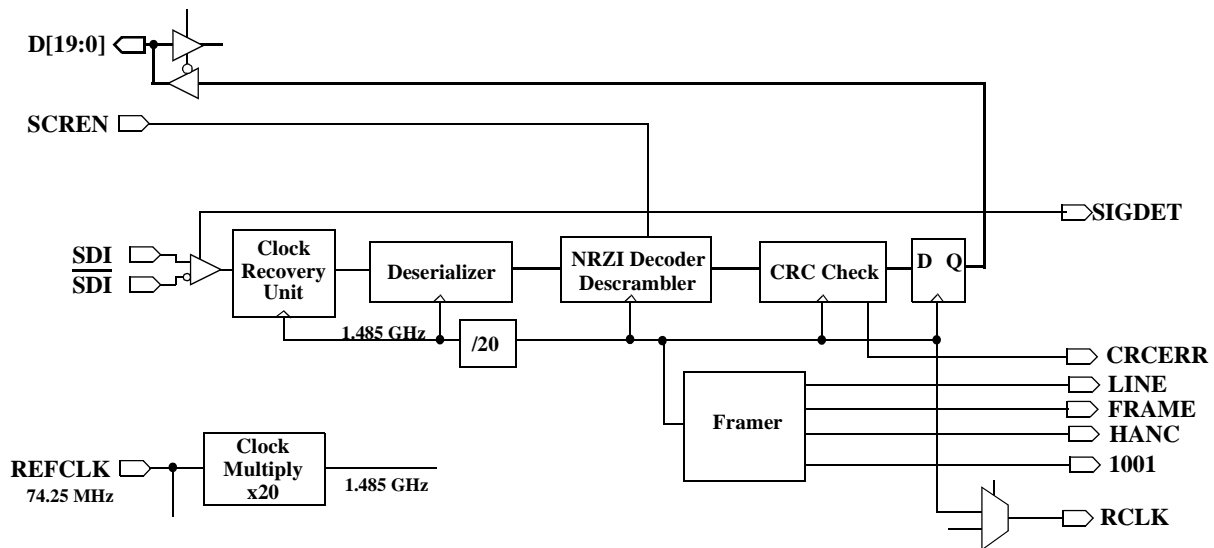 D[19:0]
SCREN
SIGDET
SDI
SDI
Clock
Recovery
Unit
Deserializer
NRZI Decoder
Descrambler
CRC Check
D Q
1.485 GHz
/20
CRCERR
LINE
FRAME
HANC
1001
Framer
REFCLK
74.25 MHz
Clock
Multiply
x20
1.485 GHz
RCLK